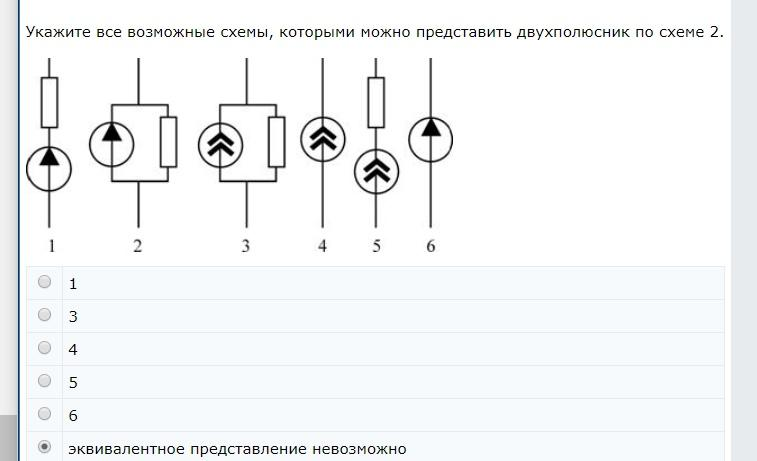 Укажите все возможные схемы, которыми можно представить двухполюсник по схеме 2.
1 2 3 4 5 6
1
3
4
5
6
эквивалентное представление невозможно